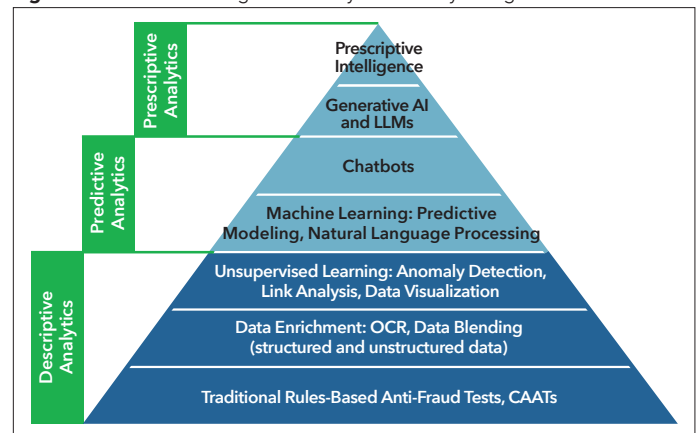 Prescriptive
Intelligence
Generative AI
and LLMs
Chatbots
Machine Learning: Predictive
Modeling, Natural Language Processing
Unsupervised Learning: Anomaly Detection,
Link Analysis, Data Visualization
Data Enrichment: OCR, Data Blending
(structured and unstructured data)
Traditional Rules-Based Anti-Fraud Tests, CAATs
Prescriptive
Analytics
Predictive
Analytics
Descriptive
Analytics